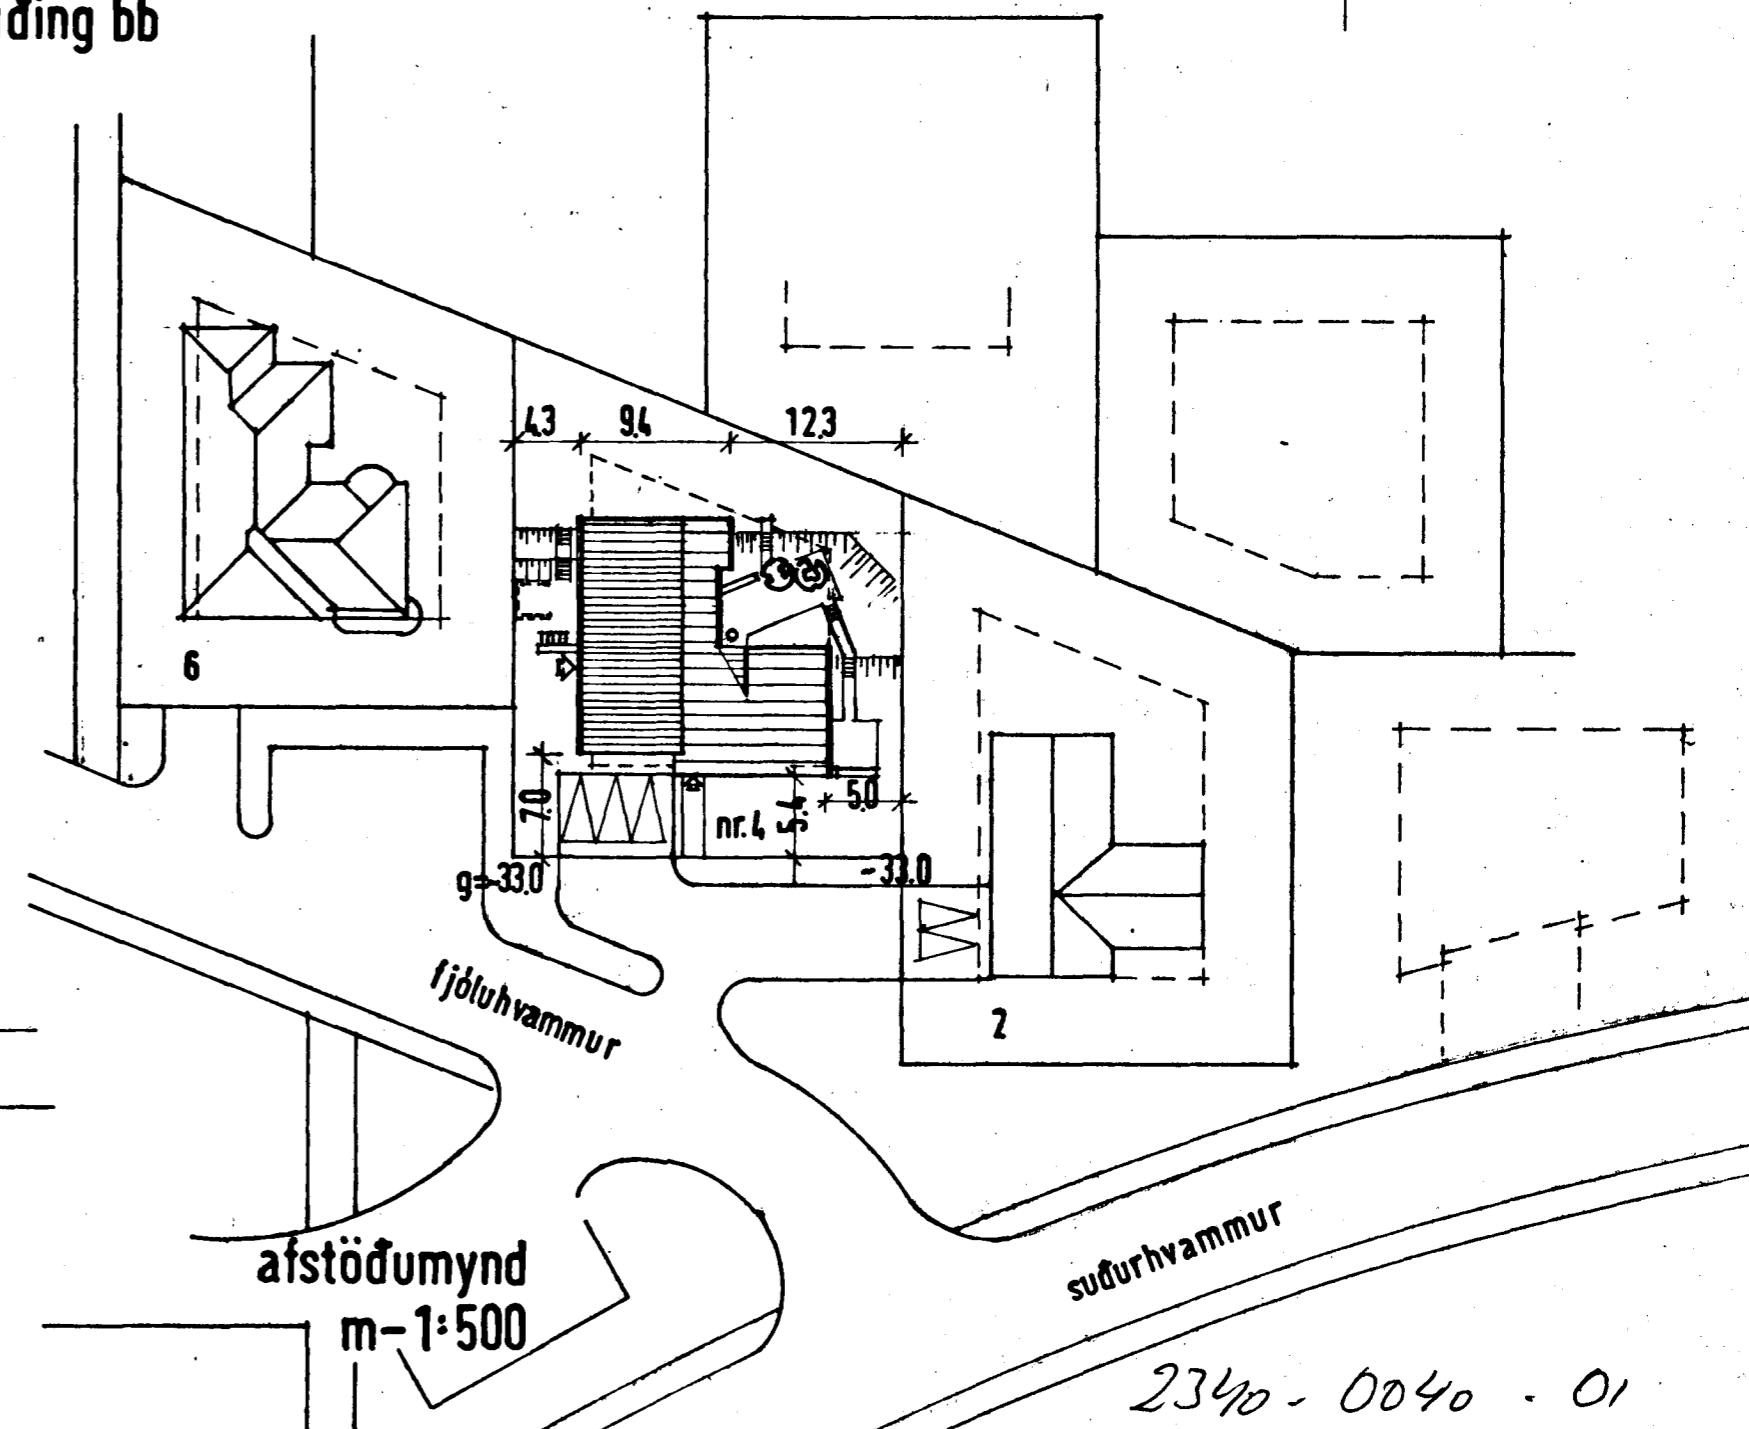 ðing bb
4.3 9.4 12.3
6
7.0
nr. 4
5.4
5.0
g=-33.0
-33.0
fjóluhvammur
2
suðurhvammur
afstöðumynd
m-1:500
2340-0040-01